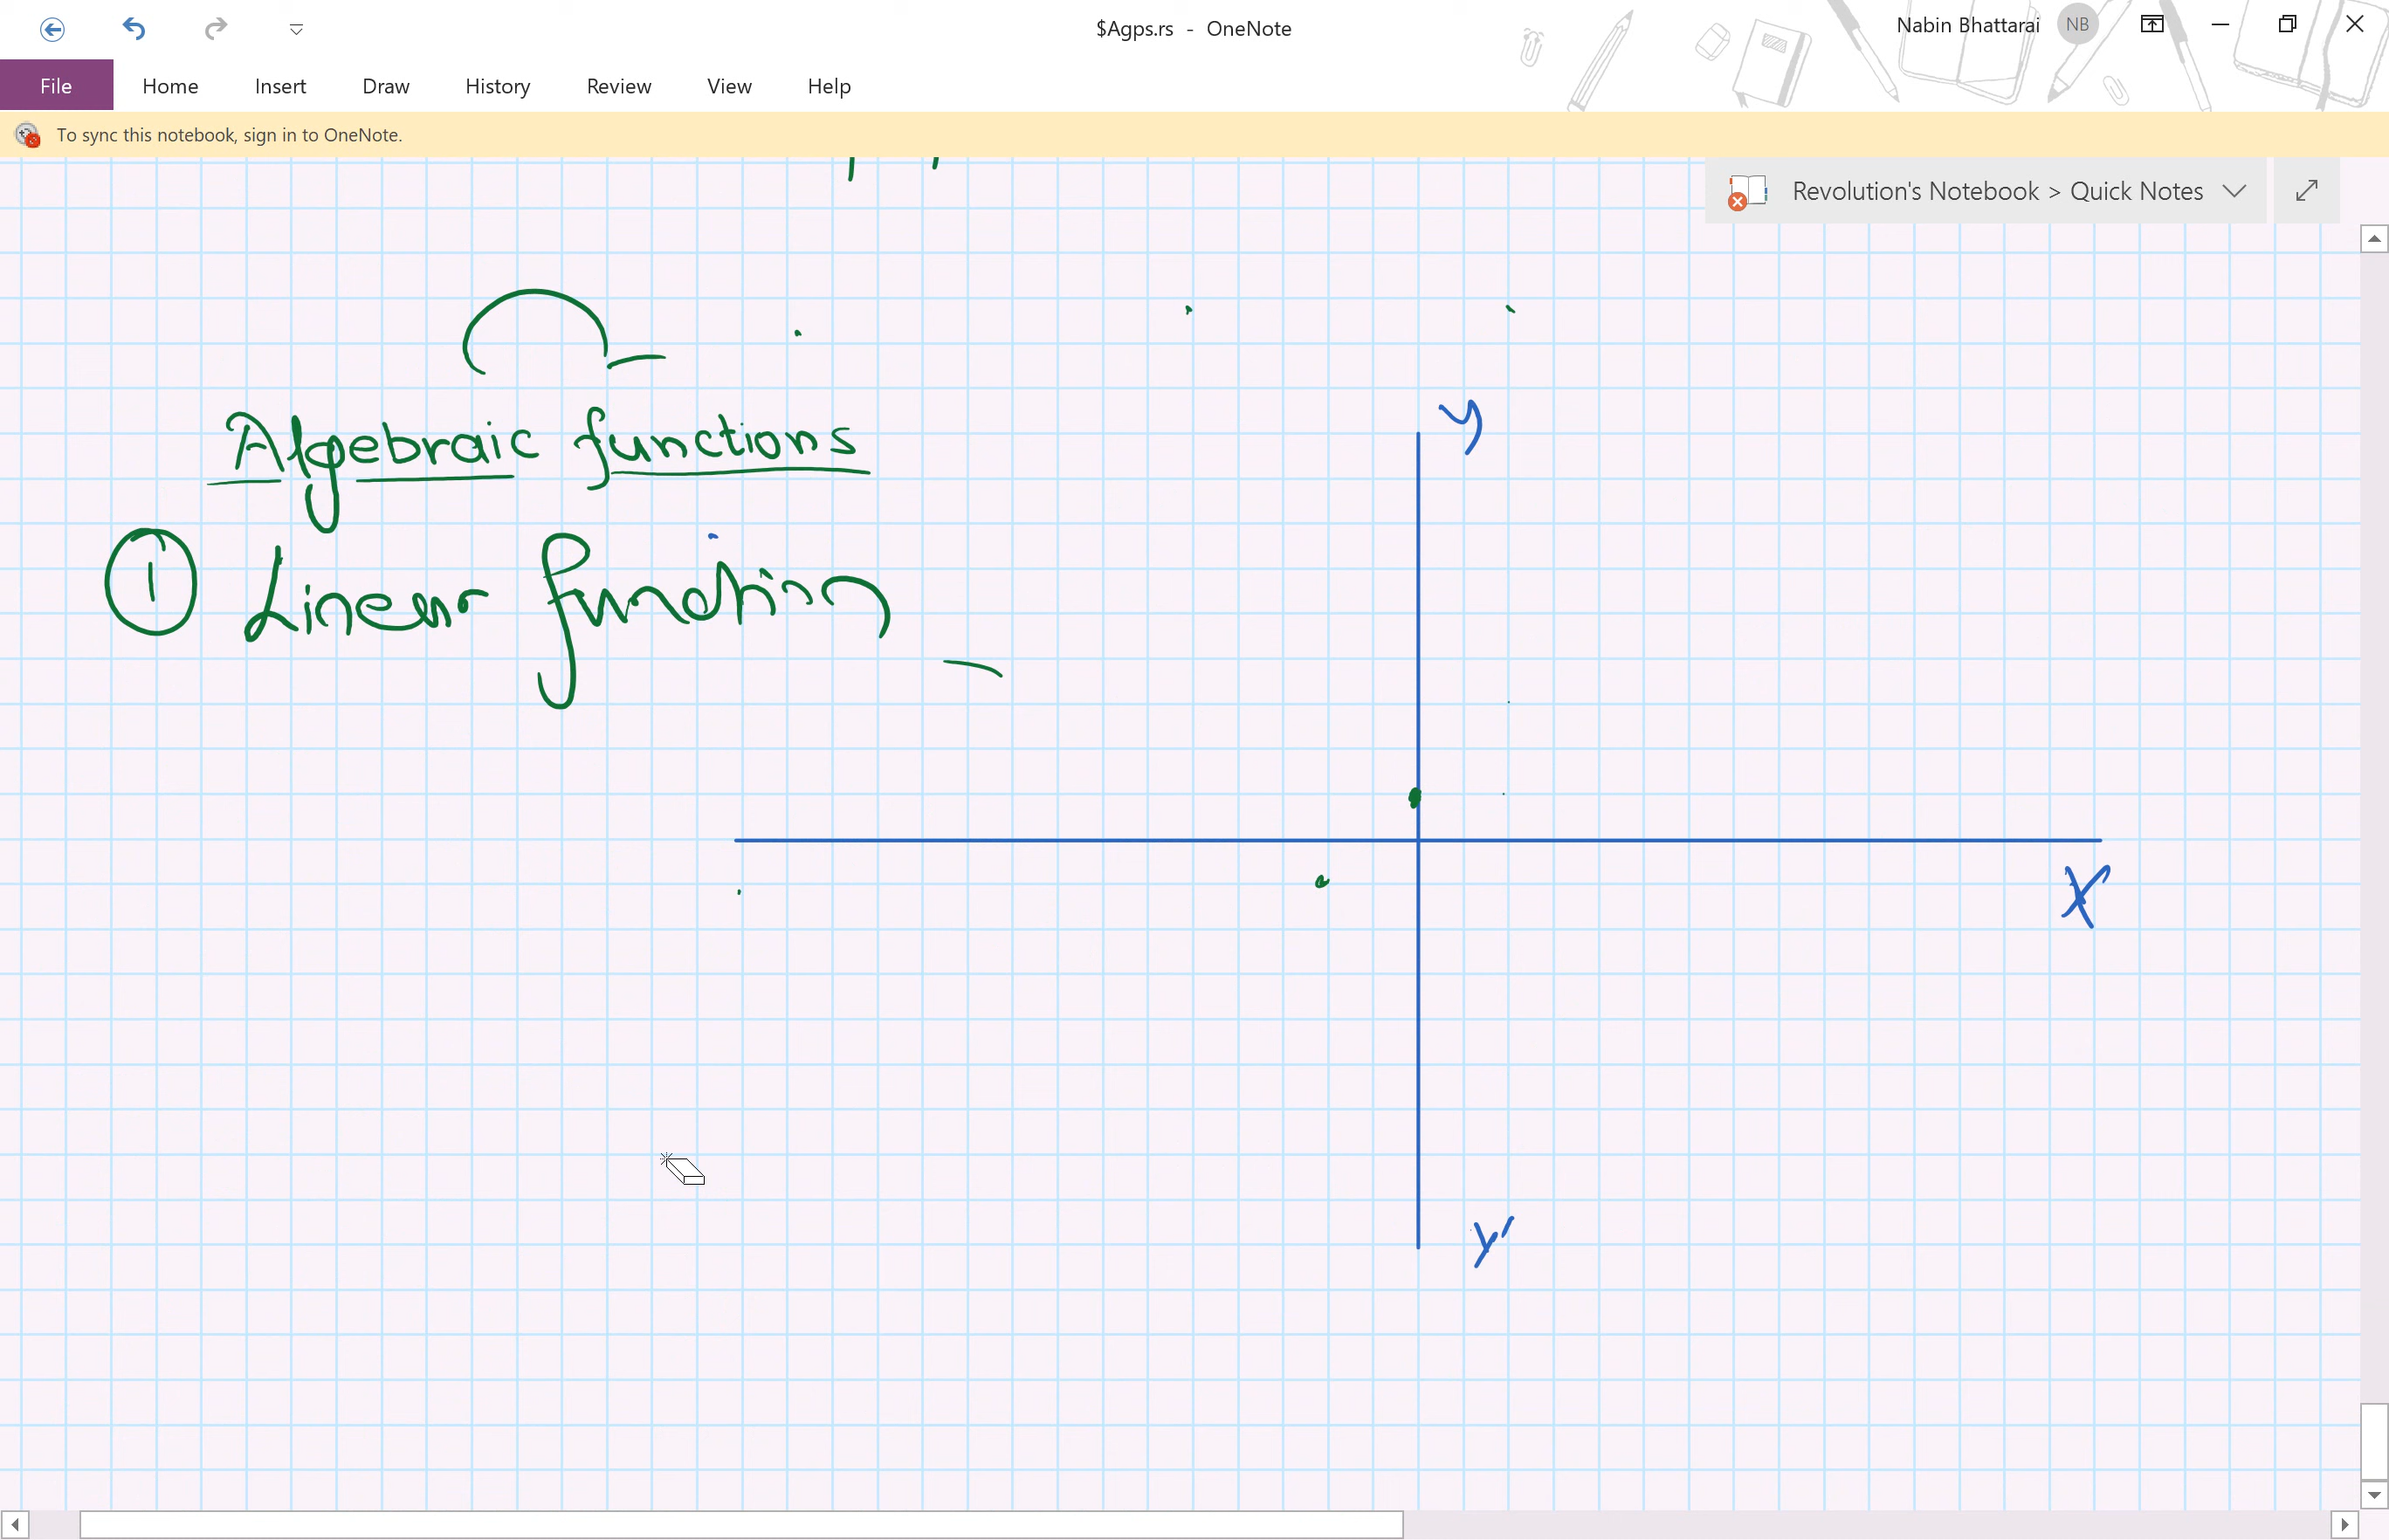 $Agps.rs - OneNote
Nabin Bhattarai NB
File Home Insert Draw History Review View Help
To sync this notebook, sign in to OneNote.
Revolution's Notebook > Quick Notes
Algebraic functions
① Linear function
y
X
y'